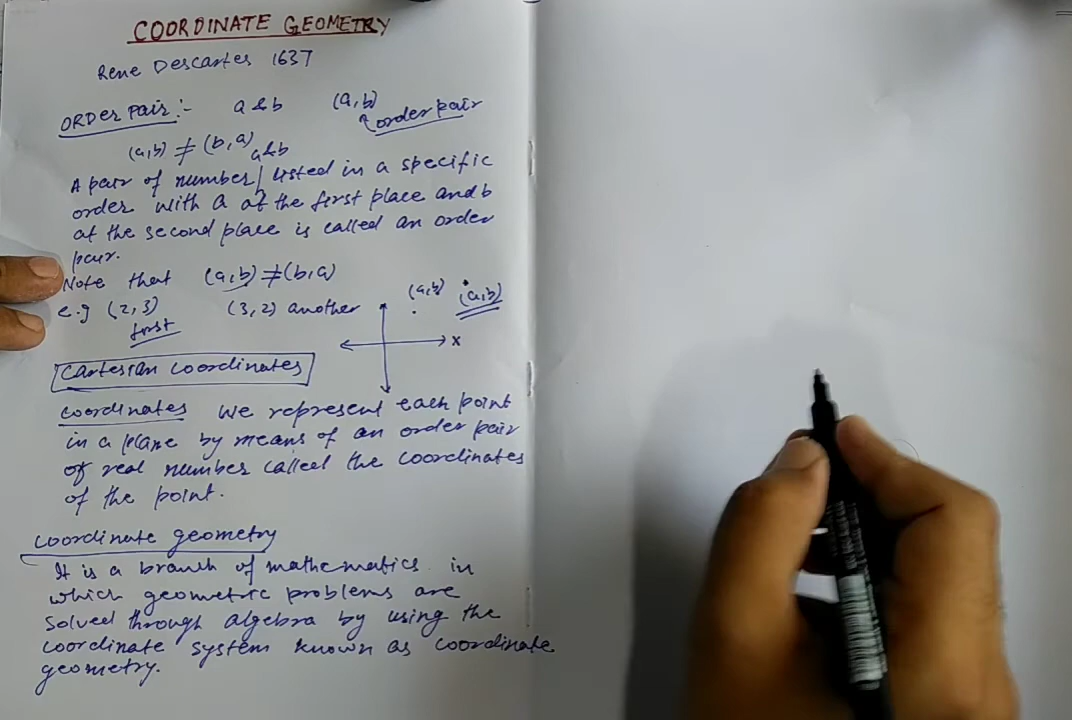 COORDINATE GEOMETRY
Rene Descartes 1637
ORDER PAIR :- a & b (a, b)
order pair
(a, b) ≠ (b, a)
a & b
A pair of number listed in a specific
order with a at the first place and b
at the second place is called an order
pair.
Note that (a, b) ≠ (b, a)
(a, b) (a, b)
e.g (2, 3) (3, 2) another
first
X
Cartesian coordinates
coordinates we represent each point
in a plane by means of an order pair
of real number called the coordinates
of the point.
coordinate geometry
It is a branch of mathematics in
which geometric problems are
solved through algebra by using the
coordinate system known as coordinate
geometry.